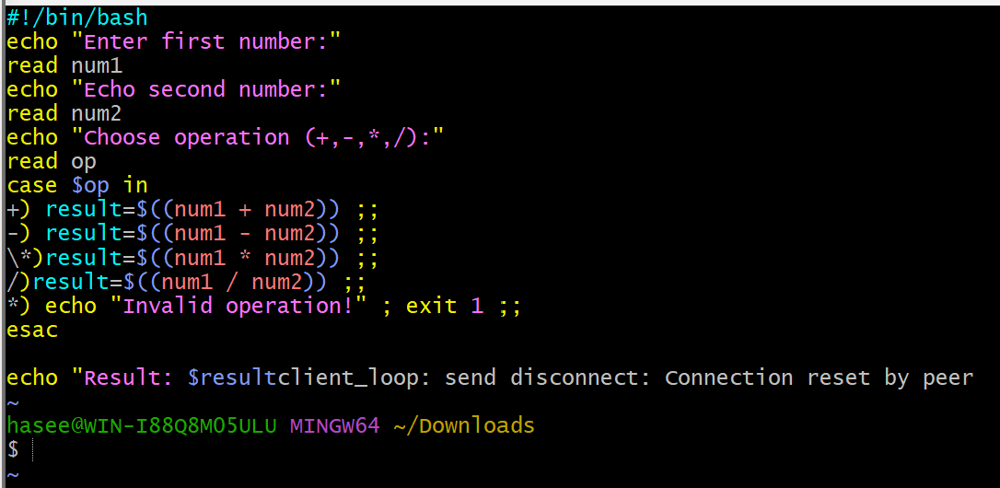 #!/bin/bash
echo "Enter first number:"
read num1
echo "Echo second number:"
read num2
echo "Choose operation (+,-,*,/):"
read op
case $op in
+) result=$((num1 + num2)) ;;
-) result=$((num1 - num2)) ;;
\*)result=$((num1 * num2)) ;;
/)result=$((num1 / num2)) ;;
*) echo "Invalid operation!" ; exit 1 ;;
esac
echo "Result: $resultclient_loop: send disconnect: Connection reset by peer
~
hasee@WIN-I88Q8MO5ULU MINGW64 ~/Downloads
$
~